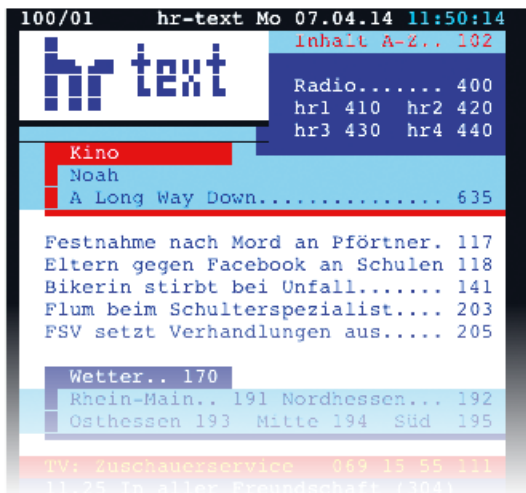 100/01 hr-text Mo 07.04.14 11:50:14
Inhalt A-Z.. 102
hr text
Radio....... 400
hr1 410 hr2 420
hr3 430 hr4 440
Kino
Noah
A Long Way Down............... 635
Festnahme nach Mord an Pförtner. 117
Eltern gegen Facebook an Schulen 118
Bikerin stirbt bei Unfall....... 141
Flum beim Schulterspezialist.... 203
FSV setzt Verhandlungen aus..... 205
Wetter.. 170
Rhein-Main.. 191 Nordhessen... 192
Osthessen 193 Mitte 194 Süd 195
TV: Zuschauerservice 069 15 55 111
11.25 In aller Freundschaft (304)